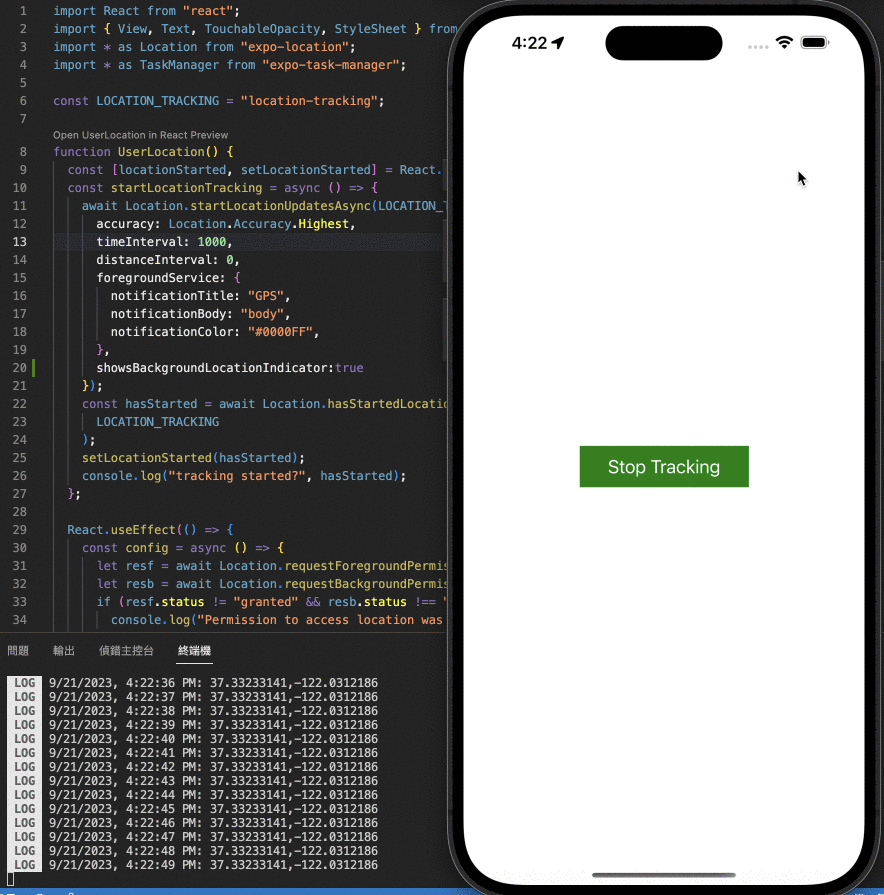 1 import React from "react";
2 import { View, Text, TouchableOpacity, StyleSheet } from
3 import * as Location from "expo-location";
4 import * as TaskManager from "expo-task-manager";
5
6 const LOCATION_TRACKING = "location-tracking";
7
Open UserLocation in React Preview
8 function UserLocation() {
9 const [locationStarted, setLocationStarted] = React.
10 const startLocationTracking = async () => {
11 await Location.startLocationUpdatesAsync(LOCATION_T
12 accuracy: Location.Accuracy.Highest,
13 timeInterval: 1000,
14 distanceInterval: 0,
15 foregroundService: {
16 notificationTitle: "GPS",
17 notificationBody: "body",
18 notificationColor: "#0000FF",
19 },
20 showsBackgroundLocationIndicator:true
21 });
22 const hasStarted = await Location.hasStartedLocatio
23 LOCATION_TRACKING
24 );
25 setLocationStarted(hasStarted);
26 console.log("tracking started?", hasStarted);
27 };
28
29 React.useEffect(() => {
30 const config = async () => {
31 let resf = await Location.requestForegroundPermis
32 let resb = await Location.requestBackgroundPermis
33 if (resf.status != "granted" && resb.status !== "
34 console.log("Permission to access location was
問題 輸出 偵錯主控台 終端機
LOG 9/21/2023, 4:22:36 PM: 37.33233141,-122.0312186
LOG 9/21/2023, 4:22:37 PM: 37.33233141,-122.0312186
LOG 9/21/2023, 4:22:38 PM: 37.33233141,-122.0312186
LOG 9/21/2023, 4:22:39 PM: 37.33233141,-122.0312186
LOG 9/21/2023, 4:22:40 PM: 37.33233141,-122.0312186
LOG 9/21/2023, 4:22:41 PM: 37.33233141,-122.0312186
LOG 9/21/2023, 4:22:42 PM: 37.33233141,-122.0312186
LOG 9/21/2023, 4:22:43 PM: 37.33233141,-122.0312186
LOG 9/21/2023, 4:22:44 PM: 37.33233141,-122.0312186
LOG 9/21/2023, 4:22:45 PM: 37.33233141,-122.0312186
LOG 9/21/2023, 4:22:46 PM: 37.33233141,-122.0312186
LOG 9/21/2023, 4:22:47 PM: 37.33233141,-122.0312186
LOG 9/21/2023, 4:22:48 PM: 37.33233141,-122.0312186
LOG 9/21/2023, 4:22:49 PM: 37.33233141,-122.0312186
4:22
Stop Tracking